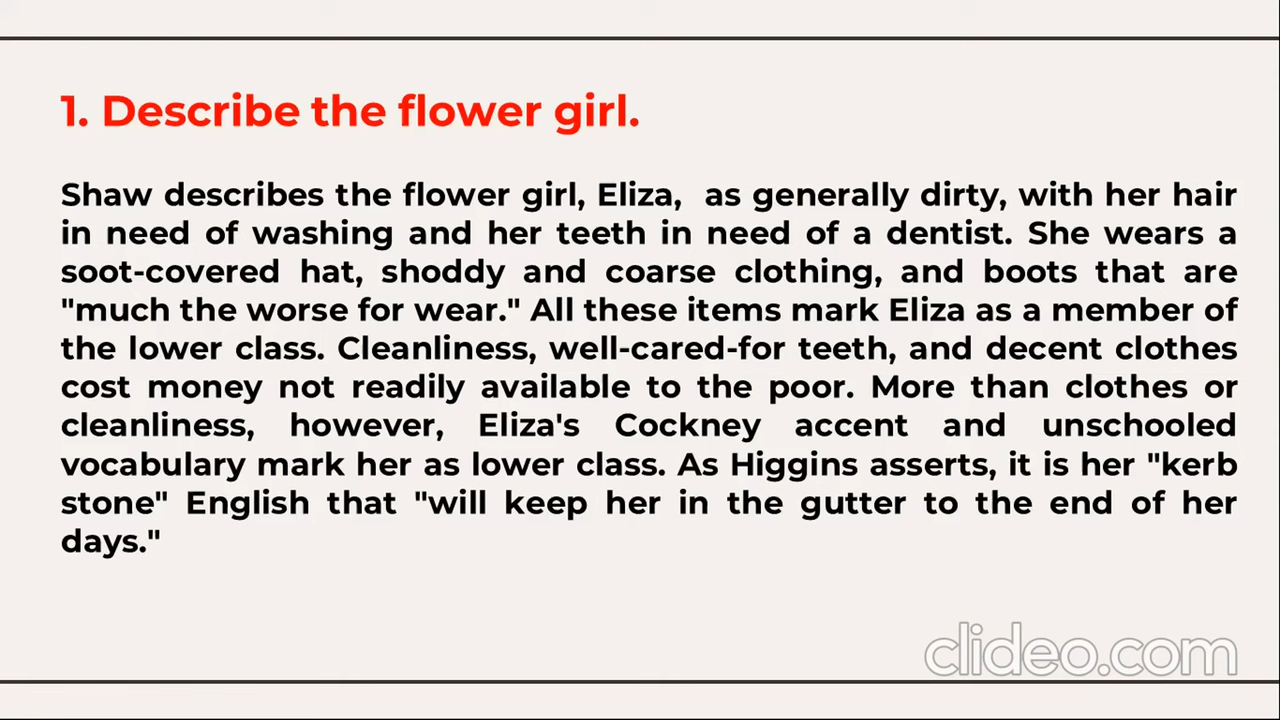 1. Describe the flower girl.
Shaw describes the flower girl, Eliza, as generally dirty, with her hair
in need of washing and her teeth in need of a dentist. She wears a
soot-covered hat, shoddy and coarse clothing, and boots that are
"much the worse for wear." All these items mark Eliza as a member of
the lower class. Cleanliness, well-cared-for teeth, and decent clothes
cost money not readily available to the poor. More than clothes or
cleanliness, however, Eliza's Cockney accent and unschooled
vocabulary mark her as lower class. As Higgins asserts, it is her "kerb
stone" English that "will keep her in the gutter to the end of her
days."
clideo.com